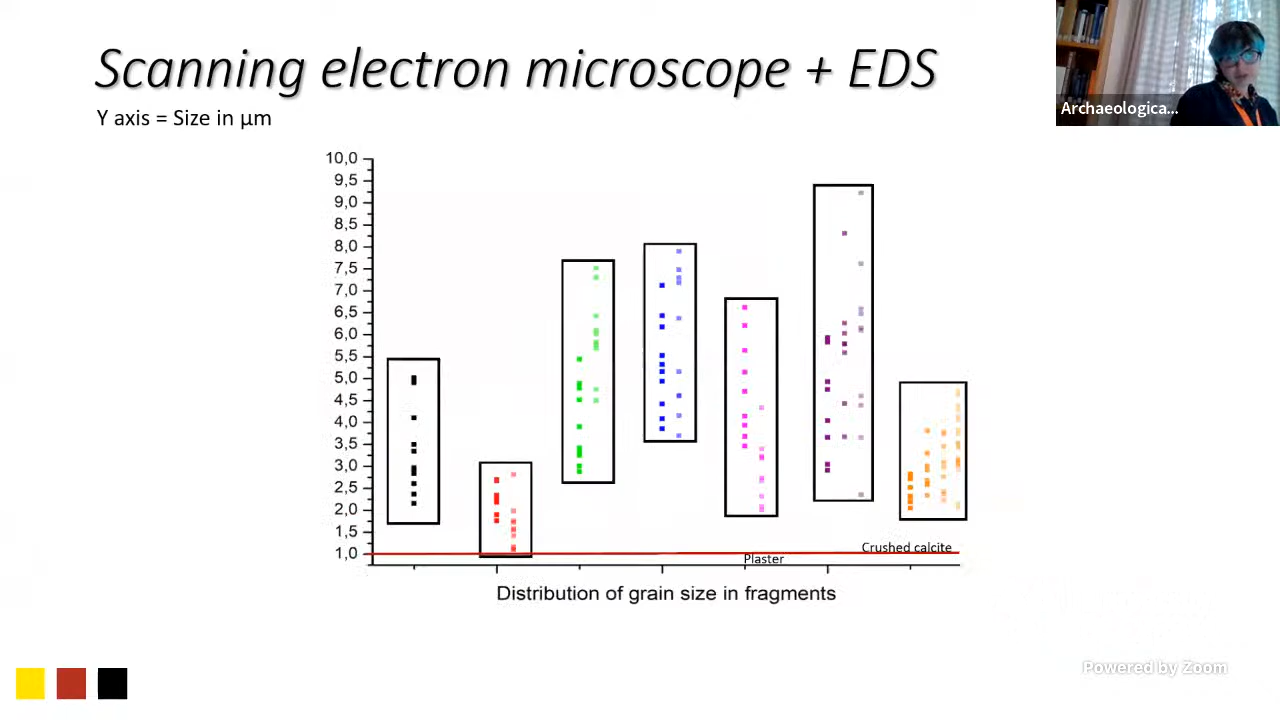 Scanning electron microscope + EDS
Y axis = Size in µm
Archaeologica...
10,0
9,5
9,0
8,5
8,0
7,5
7,0
6,5
6,0
5,5
5,0
4,5
4,0
3,5
3,0
2,5
2,0
1,5
1,0
Crushed calcite
Plaster
Distribution of grain size in fragments
Powered by Zoom